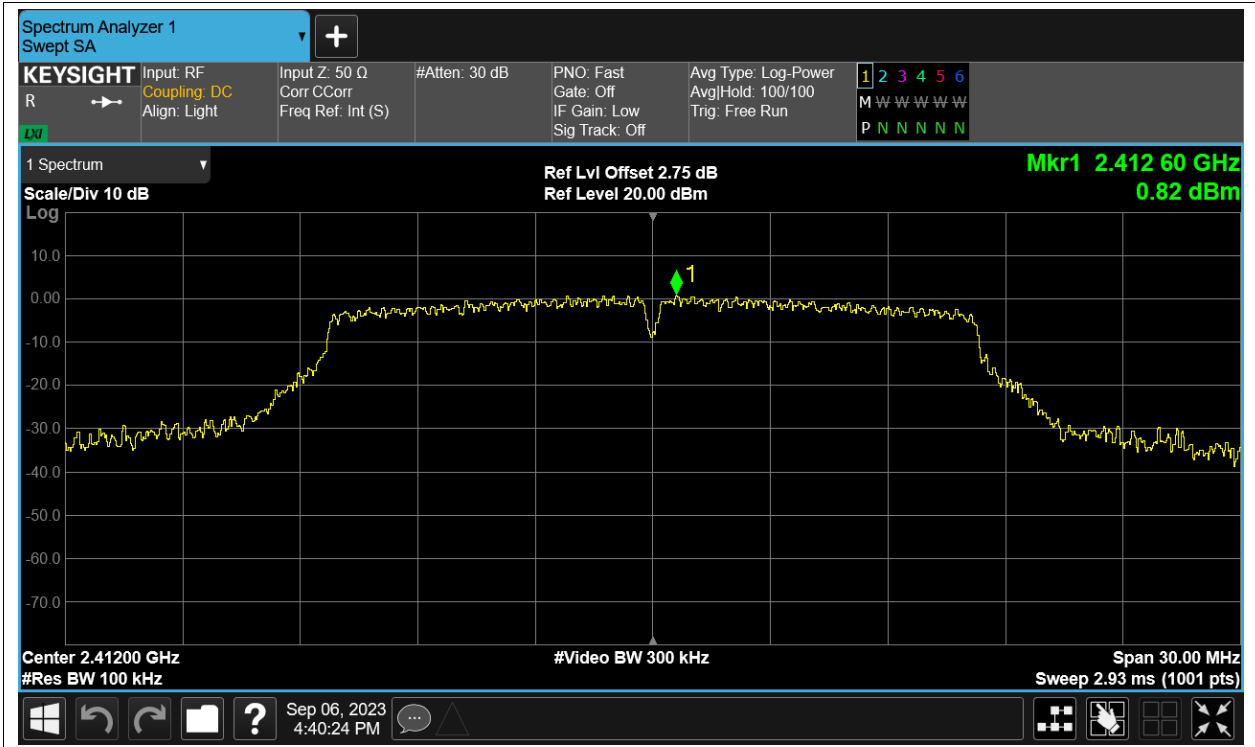 Spectrum Analyzer 1
Swept SA
+
KEYSIGHT
R
LXI
Input: RF
Coupling: DC
Align: Light
Input Z: 50 Ω
Corr CCorr
Freq Ref: Int (S)
#Atten: 30 dB
PNO: Fast
Gate: Off
IF Gain: Low
Sig Track: Off
Avg Type: Log-Power
Avg|Hold: 100/100
Trig: Free Run
1 2 3 4 5 6
M W W W W W
P N N N N N
1 Spectrum
Scale/Div 10 dB
Log
Ref Lvl Offset 2.75 dB
Ref Level 20.00 dBm
Mkr1 2.412 60 GHz
0.82 dBm
1
10.0
0.00
-10.0
-20.0
-30.0
-40.0
-50.0
-60.0
-70.0
Center 2.41200 GHz
#Res BW 100 kHz
#Video BW 300 kHz
Span 30.00 MHz
Sweep 2.93 ms (1001 pts)
?
Sep 06, 2023
4:40:24 PM